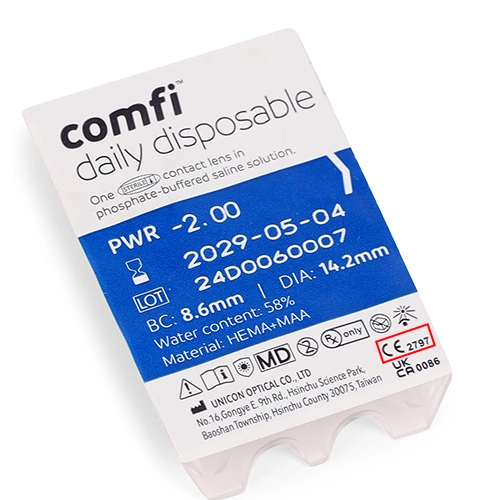 comfi™
daily disposable
One STERILE contact lens in
phosphate-buffered saline solution.
PWR -2.00
2029-05-04
LOT 24D0060007
BC: 8.6mm | DIA: 14.2mm
Water content: 58%
Material: HEMA+MAA
MD Rx only CE 2797
UK
CA 0086
UNICON OPTICAL CO., LTD
No.16,Gongye E. 9th Rd., Hsinchu Science Park,
Baoshan Township, Hsinchu County 30075, Taiwan